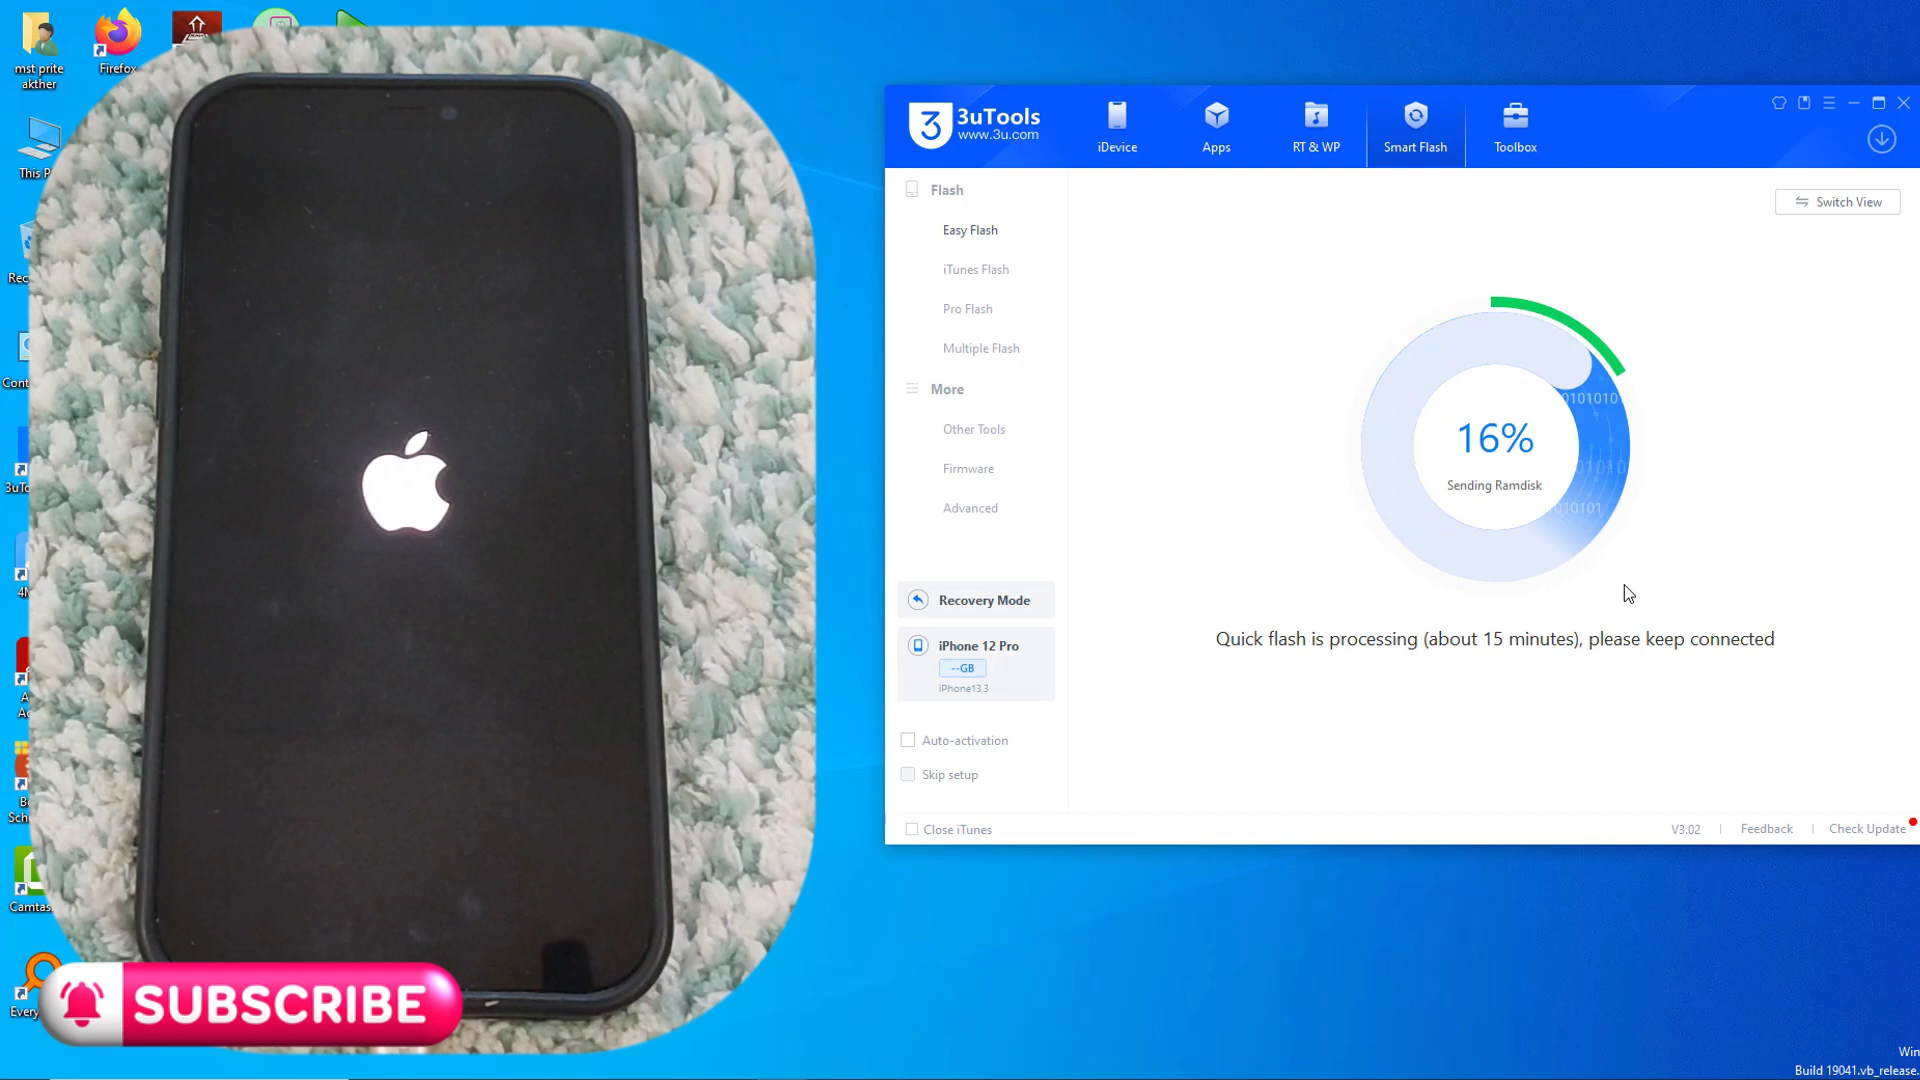 mst prite
akther
Firefox
This P
Rec
Cont
3uTo
Sch
Camtas
Every
SUBSCRIBE
3
3uTools
www.3u.com
iDevice
Apps
RT & WP
Smart Flash
Toolbox
Flash
Easy Flash
iTunes Flash
Pro Flash
Multiple Flash
More
Other Tools
Firmware
Advanced
Recovery Mode
iPhone 12 Pro
--GB
iPhone13,3
Auto-activation
Skip setup
Close iTunes
Switch View
16%
Sending Ramdisk
Quick flash is processing (about 15 minutes), please keep connected
V3.02
Feedback
Check Update
Win
Build 19041.vb_release.